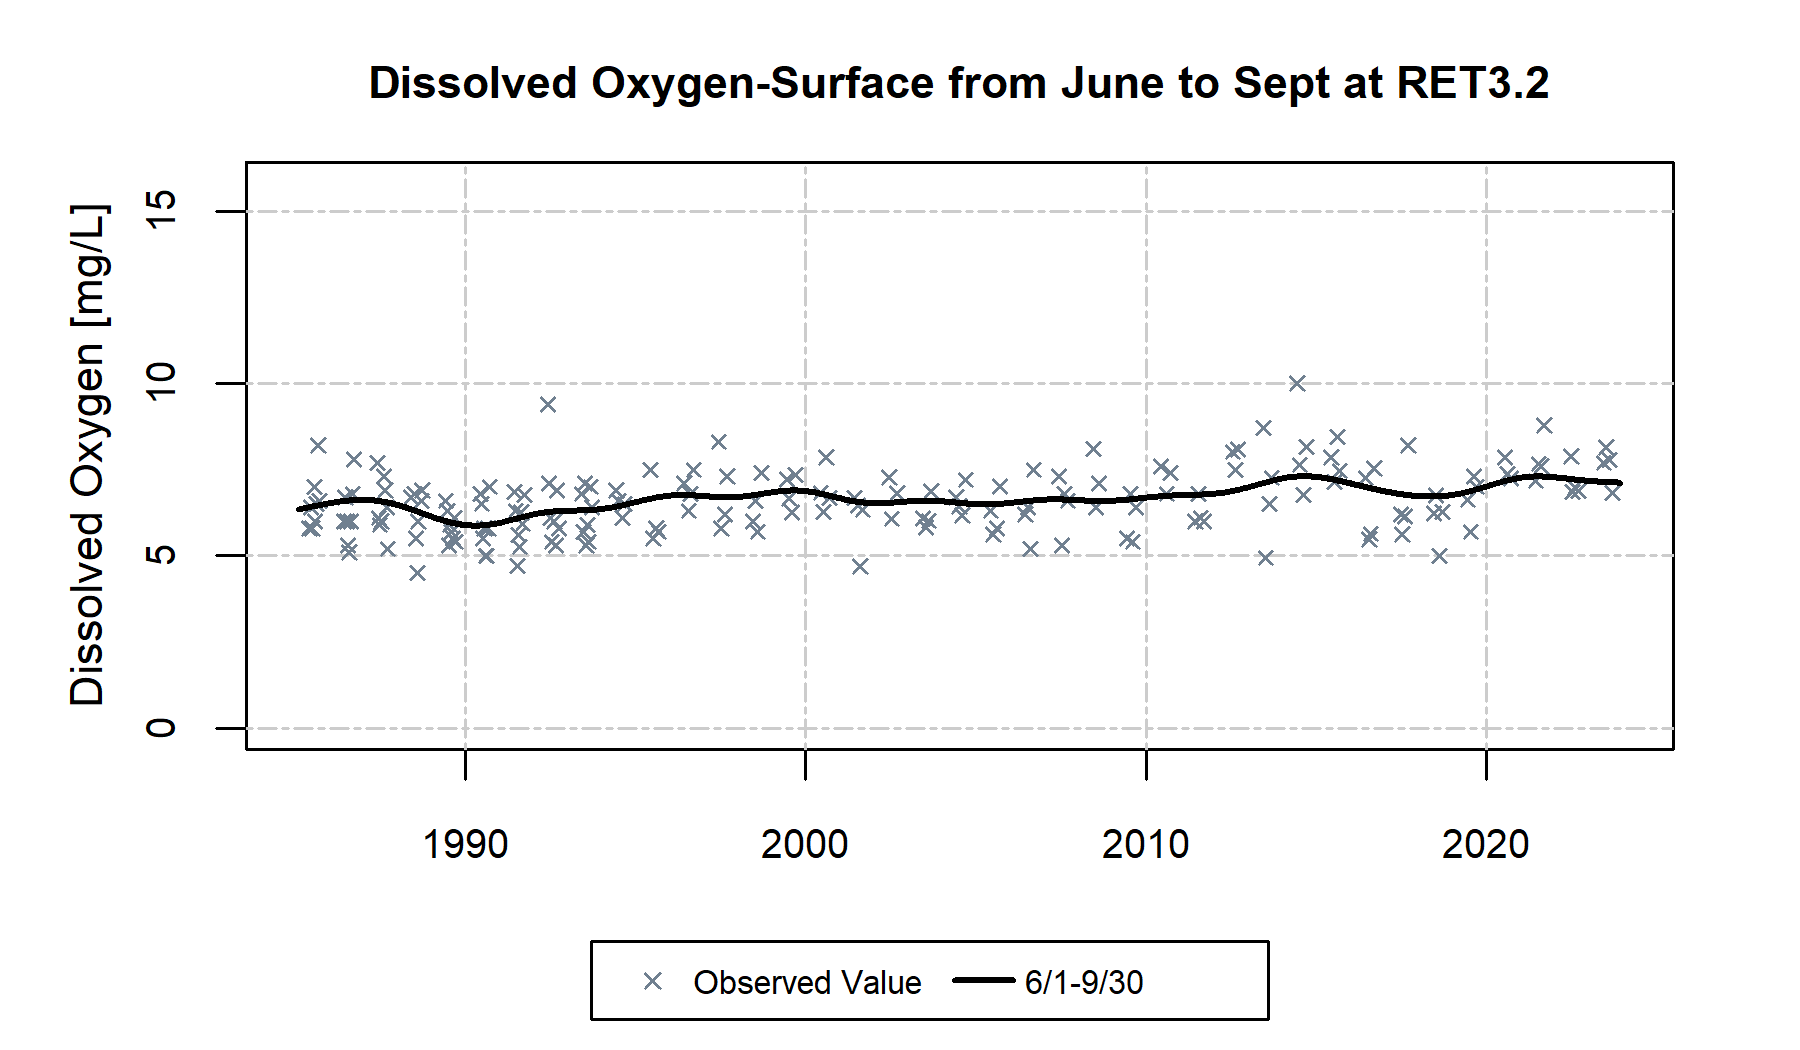 Dissolved Oxygen-Surface from June to Sept at RET3.2
Dissolved Oxygen [mg/L]
15
10
5
0
1990 2000 2010 2020
Observed Value 6/1-9/30